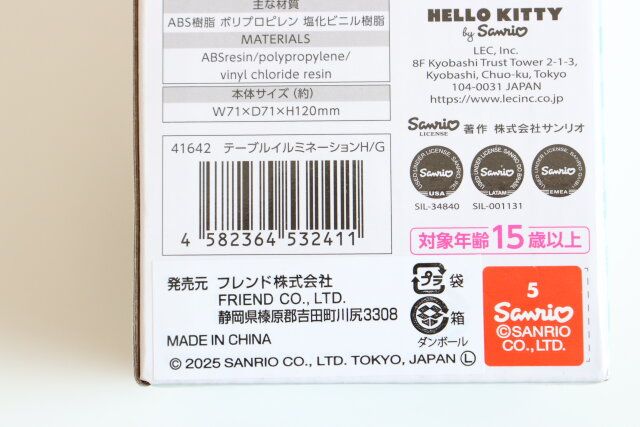 主な材質
ABS樹脂 ポリプロピレン 塩化ビニル樹脂
MATERIALS
ABSresin/polypropylene/
vinyl chloride resin
本体サイズ (約)
W71×D71×H120mm
41642 テーブルイルミネーションH/G
4 582364 532411
HELLO KITTY
by Sanrio
LEC, Inc.
8F Kyobashi Trust Tower 2-1-3,
Kyobashi, Chuo-ku, Tokyo
104-0031 JAPAN
https://www.lecinc.co.jp
Sanrio LICENSE 著作 株式会社サンリオ
Sanrio USA
Sanrio LATAM
Sanrio EMEA
SIL-34840 SIL-001131
対象年齢15歳以上
発売元 フレンド株式会社
FRIEND CO., LTD.
静岡県榛原郡吉田町川尻3308
MADE IN CHINA
© 2025 SANRIO CO., LTD. TOKYO, JAPAN Ⓛ
プラ 袋
箱
ダンボール
5
Sanrio
©SANRIO
CO., LTD.